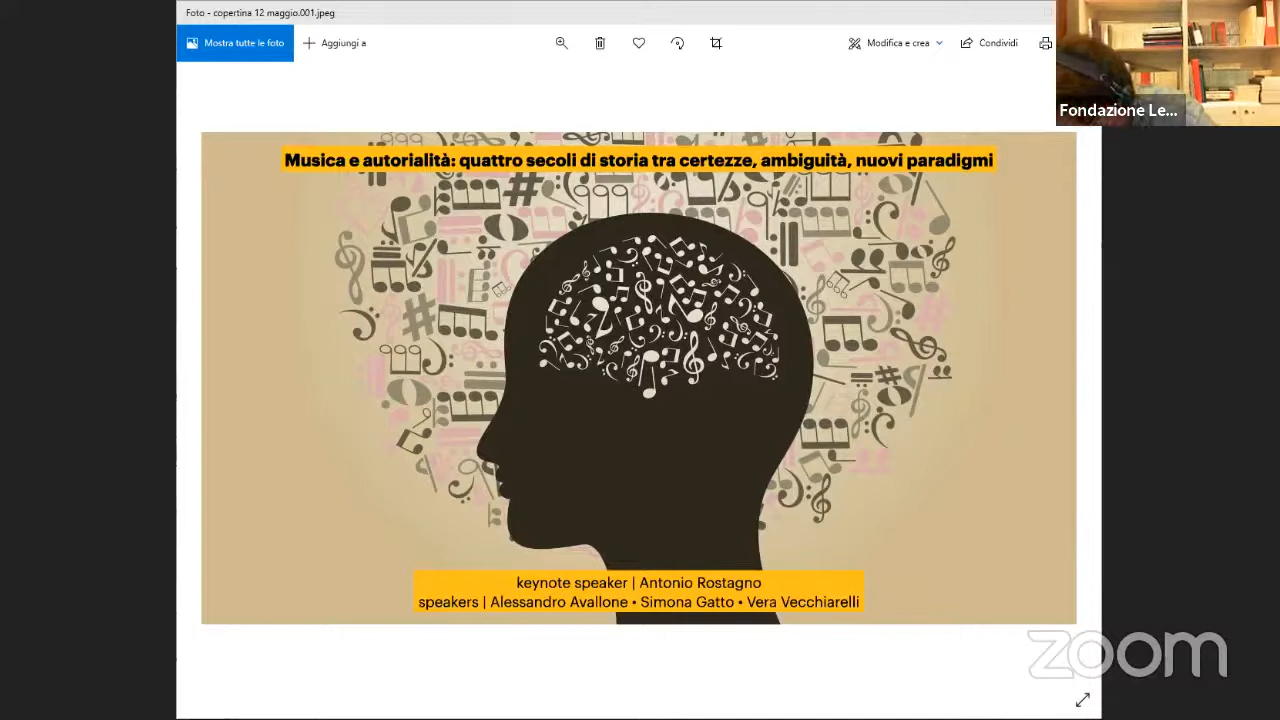 Foto - copertina 12 maggio.001.jpeg
Mostra tutte le foto
Aggiungi a
Modifica e crea
Condividi
Fondazione Le...
Musica e autorialità: quattro secoli di storia tra certezze, ambiguità, nuovi paradigmi
keynote speaker | Antonio Rostagno
speakers | Alessandro Avallone • Simona Gatto • Vera Vecchiarelli
zoom